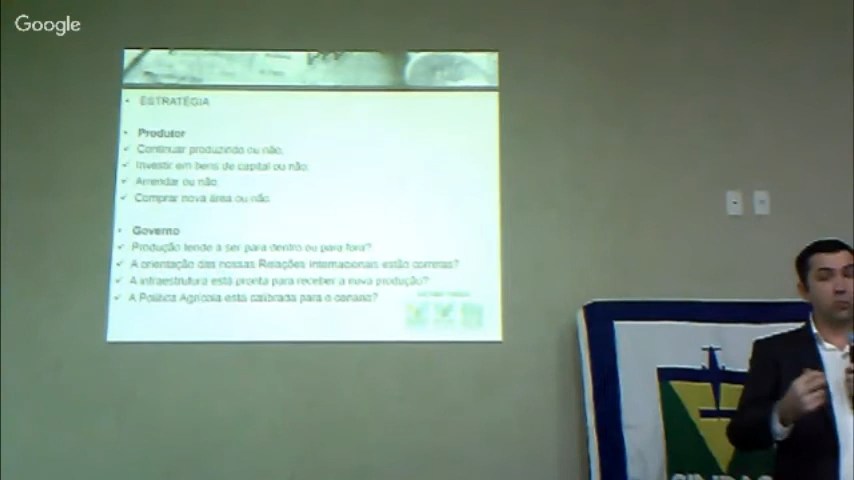 Google
• ESTRATÉGIA
• Produtor
✓ Continuar produzindo ou não.
✓ Investir em bens de capital ou não.
✓ Arrendar ou não.
✓ Comprar nova área ou não.
• Governo
✓ Produção tende a ser para dentro ou para fora?
✓ A orientação das nossas Relações Internacionais estão corretas?
✓ A infraestrutura está pronta para receber a nova produção?
✓ A Política Agrícola está calibrada para o cenário?